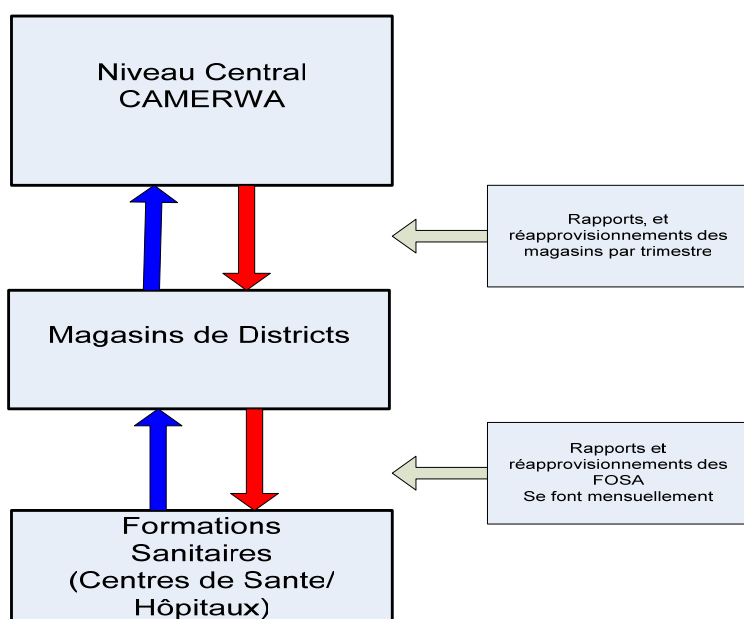 Niveau Central
CAMERWA
Rapports, et
réapprovisionnements des
magasins par trimestre
Magasins de Districts
Rapports et
réapprovisionnements des
FOSA
Se font mensuellement
Formations
Sanitaires
(Centres de Sante/
Hôpitaux)